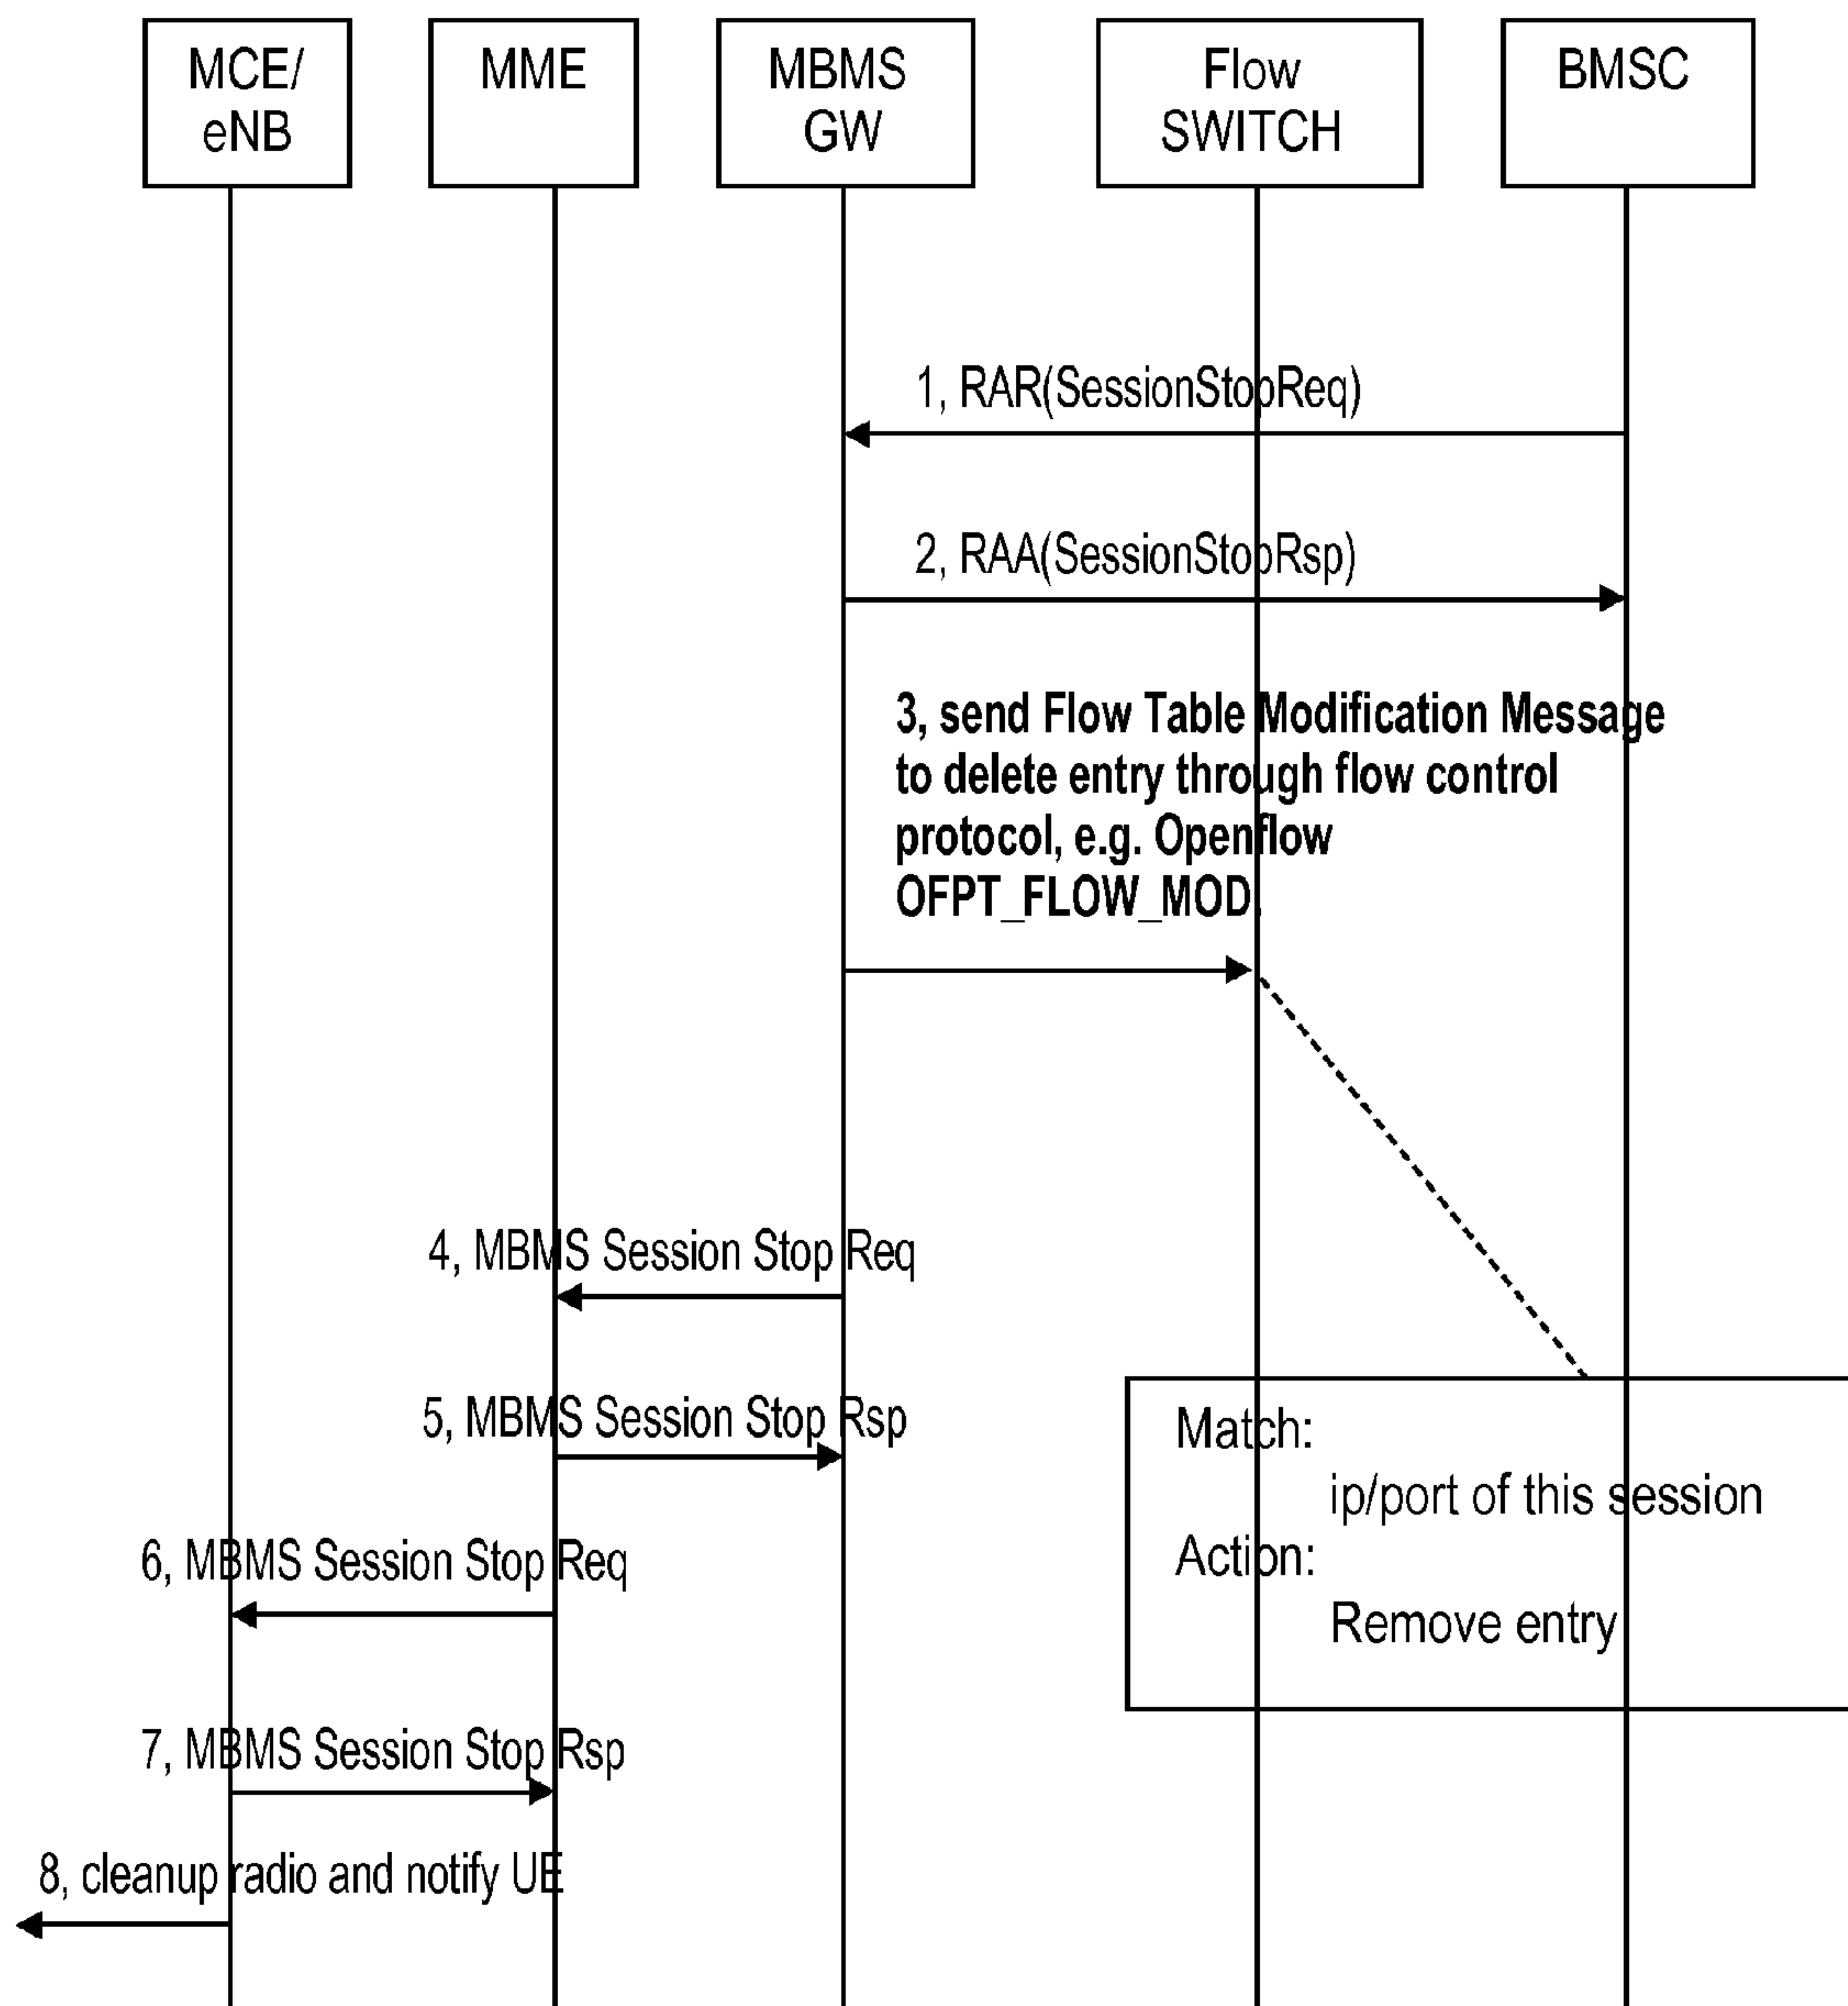 MCE/
eNB
MME
MBMS
GW
Flow
SWITCH
BMSC
1, RAR(SessionStopReq)
2, RAA(SessionStopRsp)
3, send Flow Table Modification Message
to delete entry through flow control
protocol, e.g. Openflow
OFPT_FLOW_MOD.
4, MBMS Session Stop Req
5, MBMS Session Stop Rsp
Match:
ip/port of this session
Action:
Remove entry
6, MBMS Session Stop Req
7, MBMS Session Stop Rsp
8, cleanup radio and notify UE